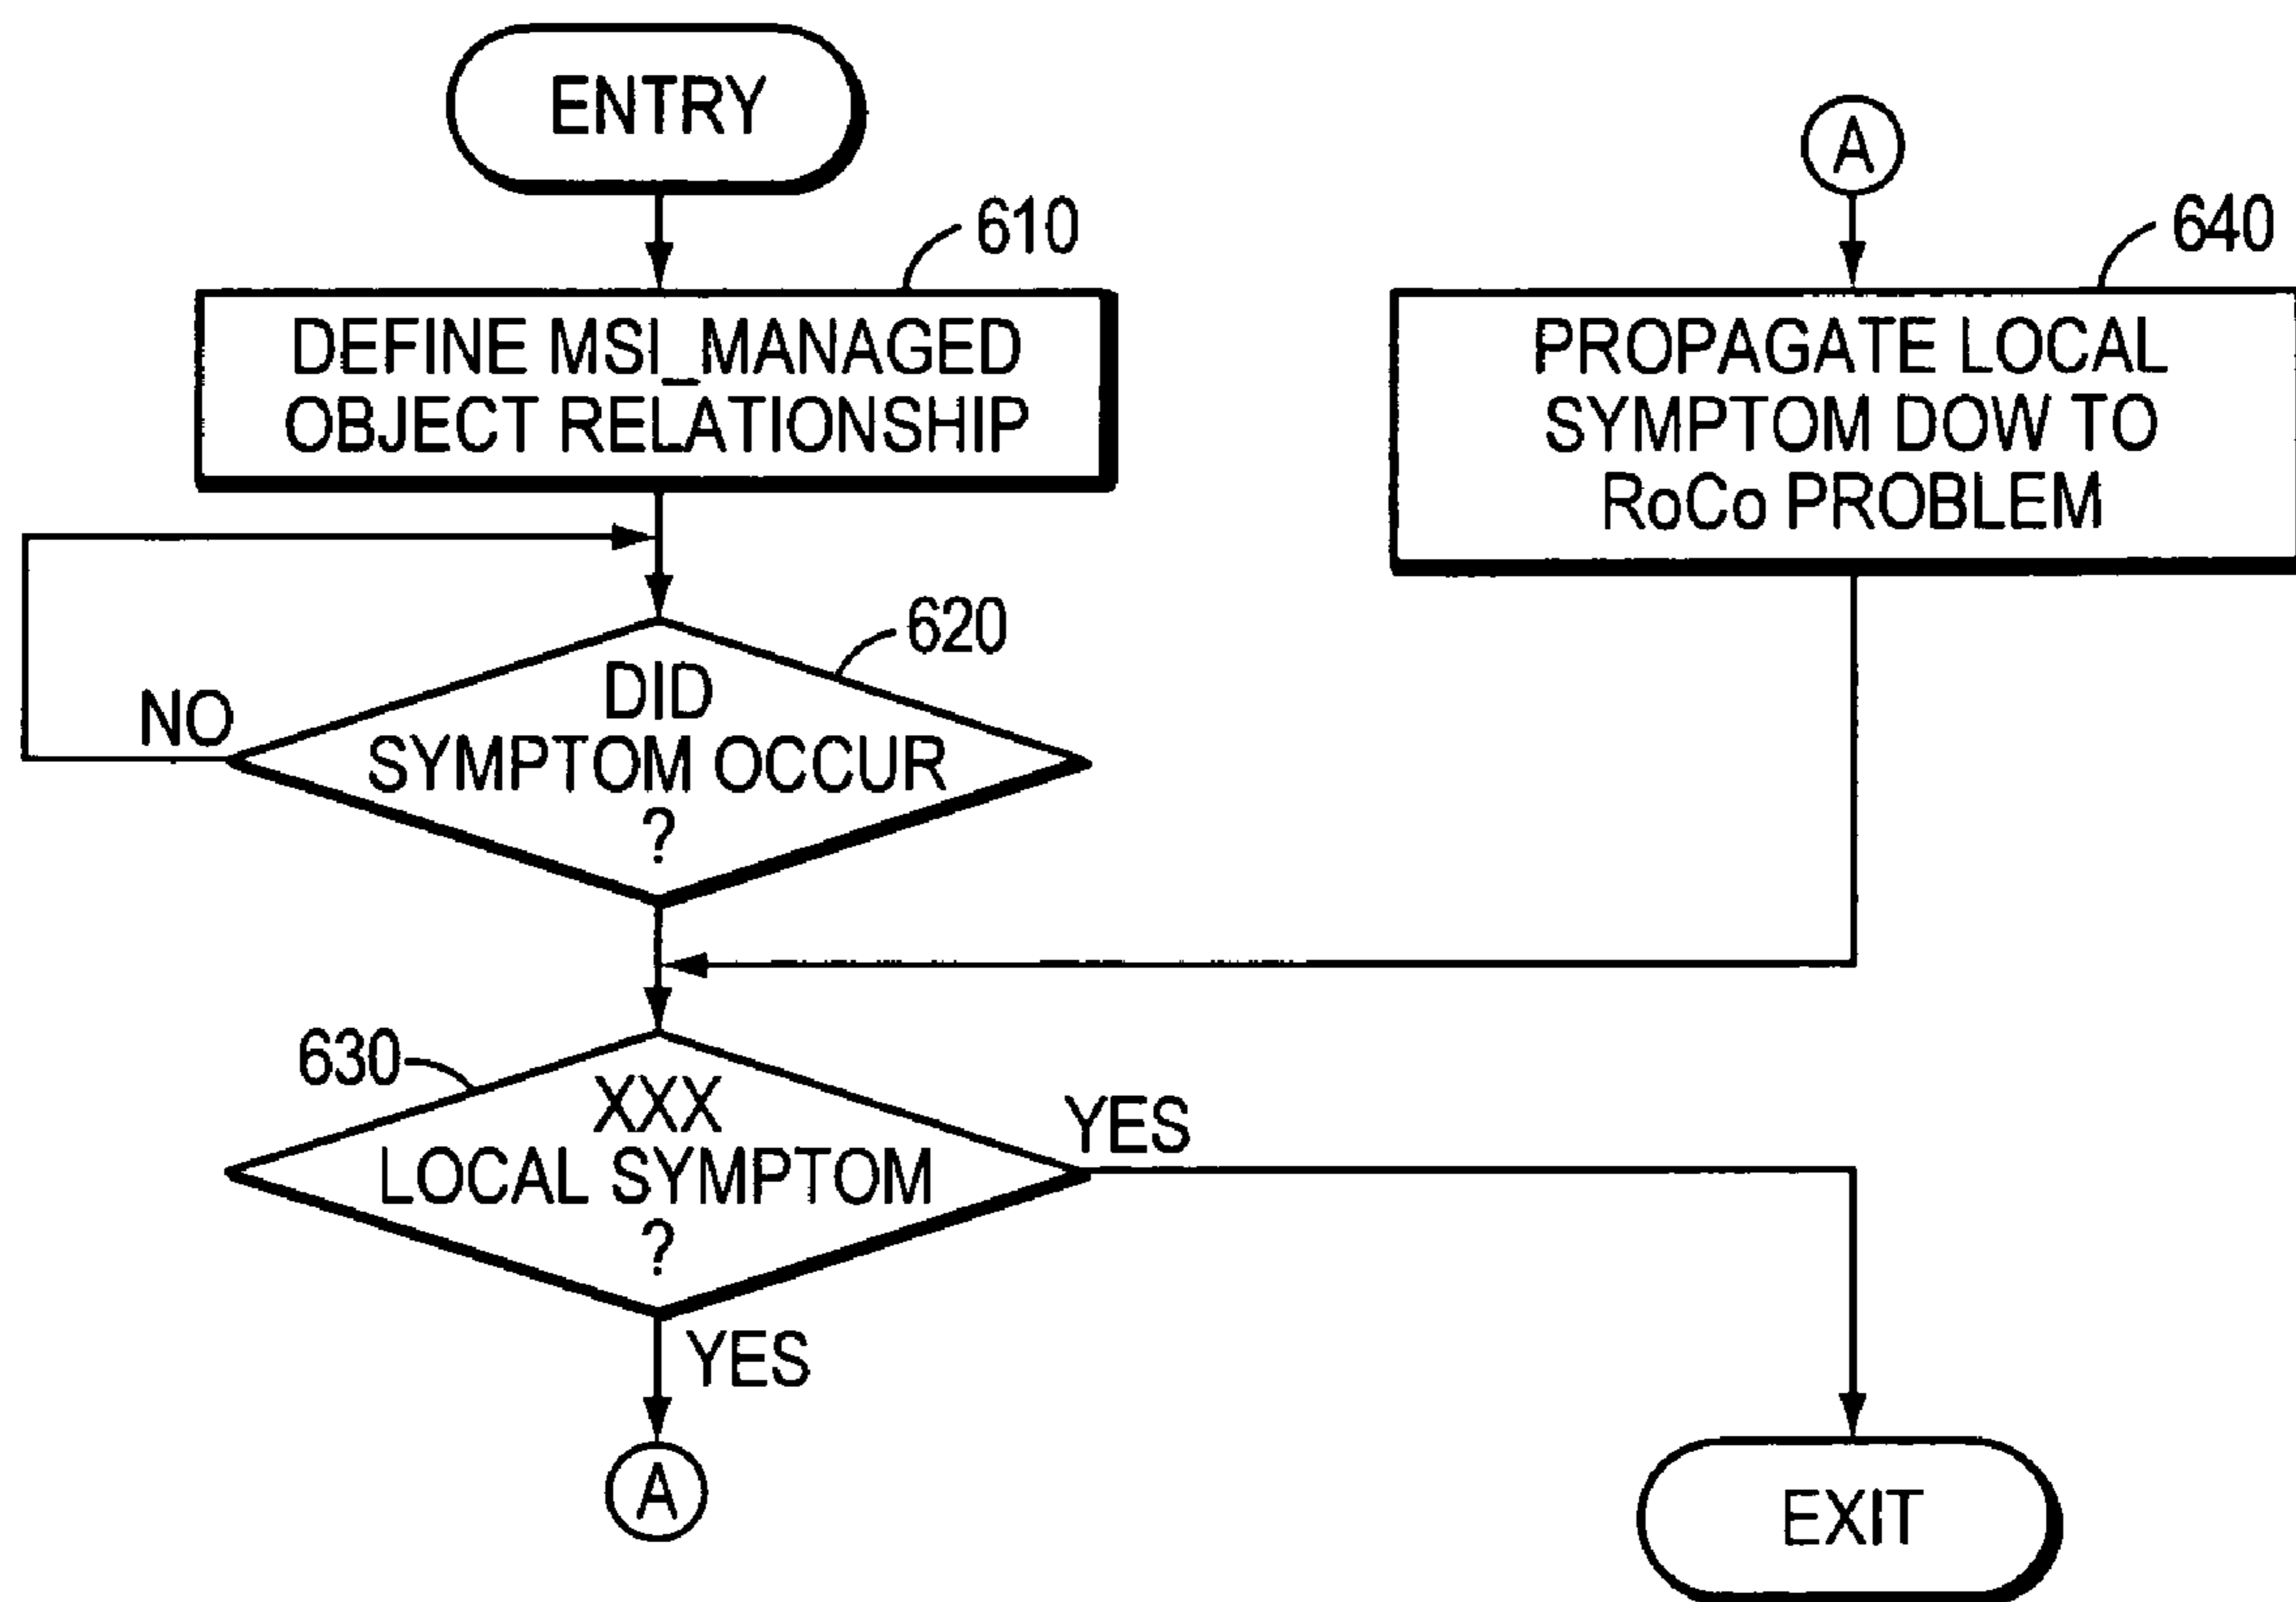 ENTRY
610
DEFINE MSI_MANAGED
OBJECT RELATIONSHIP
620
DID
SYMPTOM OCCUR
?
NO
630
XXX
LOCAL SYMPTOM
?
YES
YES
A
A
640
PROPAGATE LOCAL
SYMPTOM DOW TO
RoCo PROBLEM
EXIT